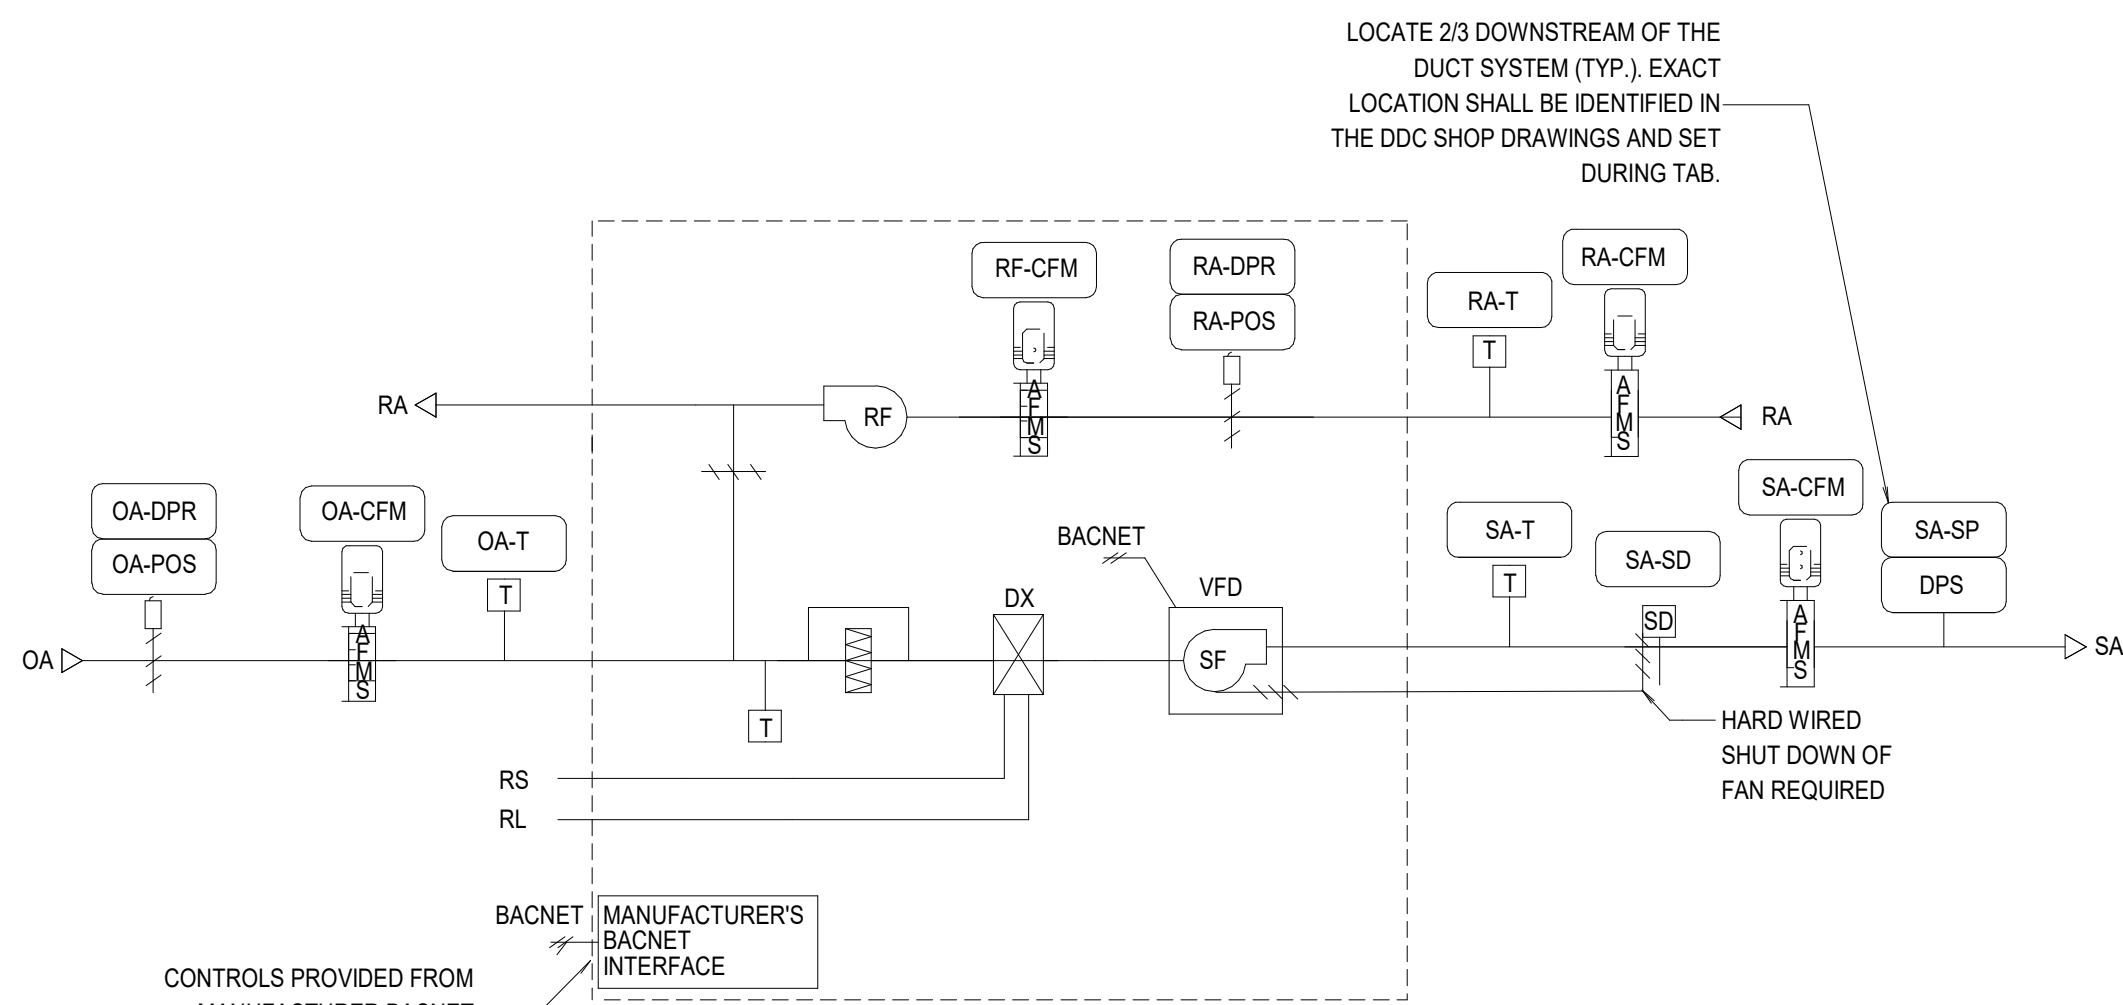 LOCATE 2/3 DOWNSTREAM OF THE
DUCT SYSTEM (TYP.). EXACT
LOCATION SHALL BE IDENTIFIED IN
THE DDC SHOP DRAWINGS AND SET
DURING TAB.
RF-CFM
RA-DPR
RA-POS
RA-T
RA-CFM
T
AFMS
AFMS
RA
RF
RA
OA-DPR
OA-POS
OA-CFM
OA-T
T
AFMS
OA
BACNET
VFD
DX
SF
T
SA-T
T
SA-SD
SD
SA-CFM
AFMS
SA-SP
DPS
SA
HARD WIRED
SHUT DOWN OF
FAN REQUIRED
RS
RL
BACNET
MANUFACTURER'S
BACNET
INTERFACE
CONTROLS PROVIDED FROM
MANUFACTURER BACNET